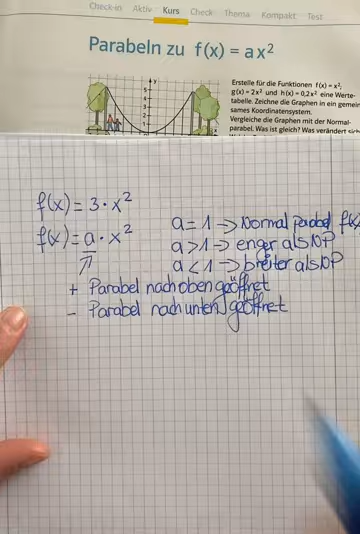 Check-in Aktiv Kurs Check Thema Kompakt Test
Parabeln zu f(x) = ax²
Erstelle für die Funktionen f(x) = x²,
g(x) = 2x² und h(x) = 0,2x² eine Werte-
tabelle. Zeichne die Graphen in ein gemein-
sames Koordinatensystem.
Vergleiche die Graphen mit der Normal-
parabel. Was ist gleich? Was verändert sich
f(x) = 3 · x²
f(x) = a · x²
a = 1 → Normalparabel f(x
a > 1 → enger als NP
a < 1 → breiter als NP
+ Parabel nach oben geöffnet
- Parabel nach unten geöffnet